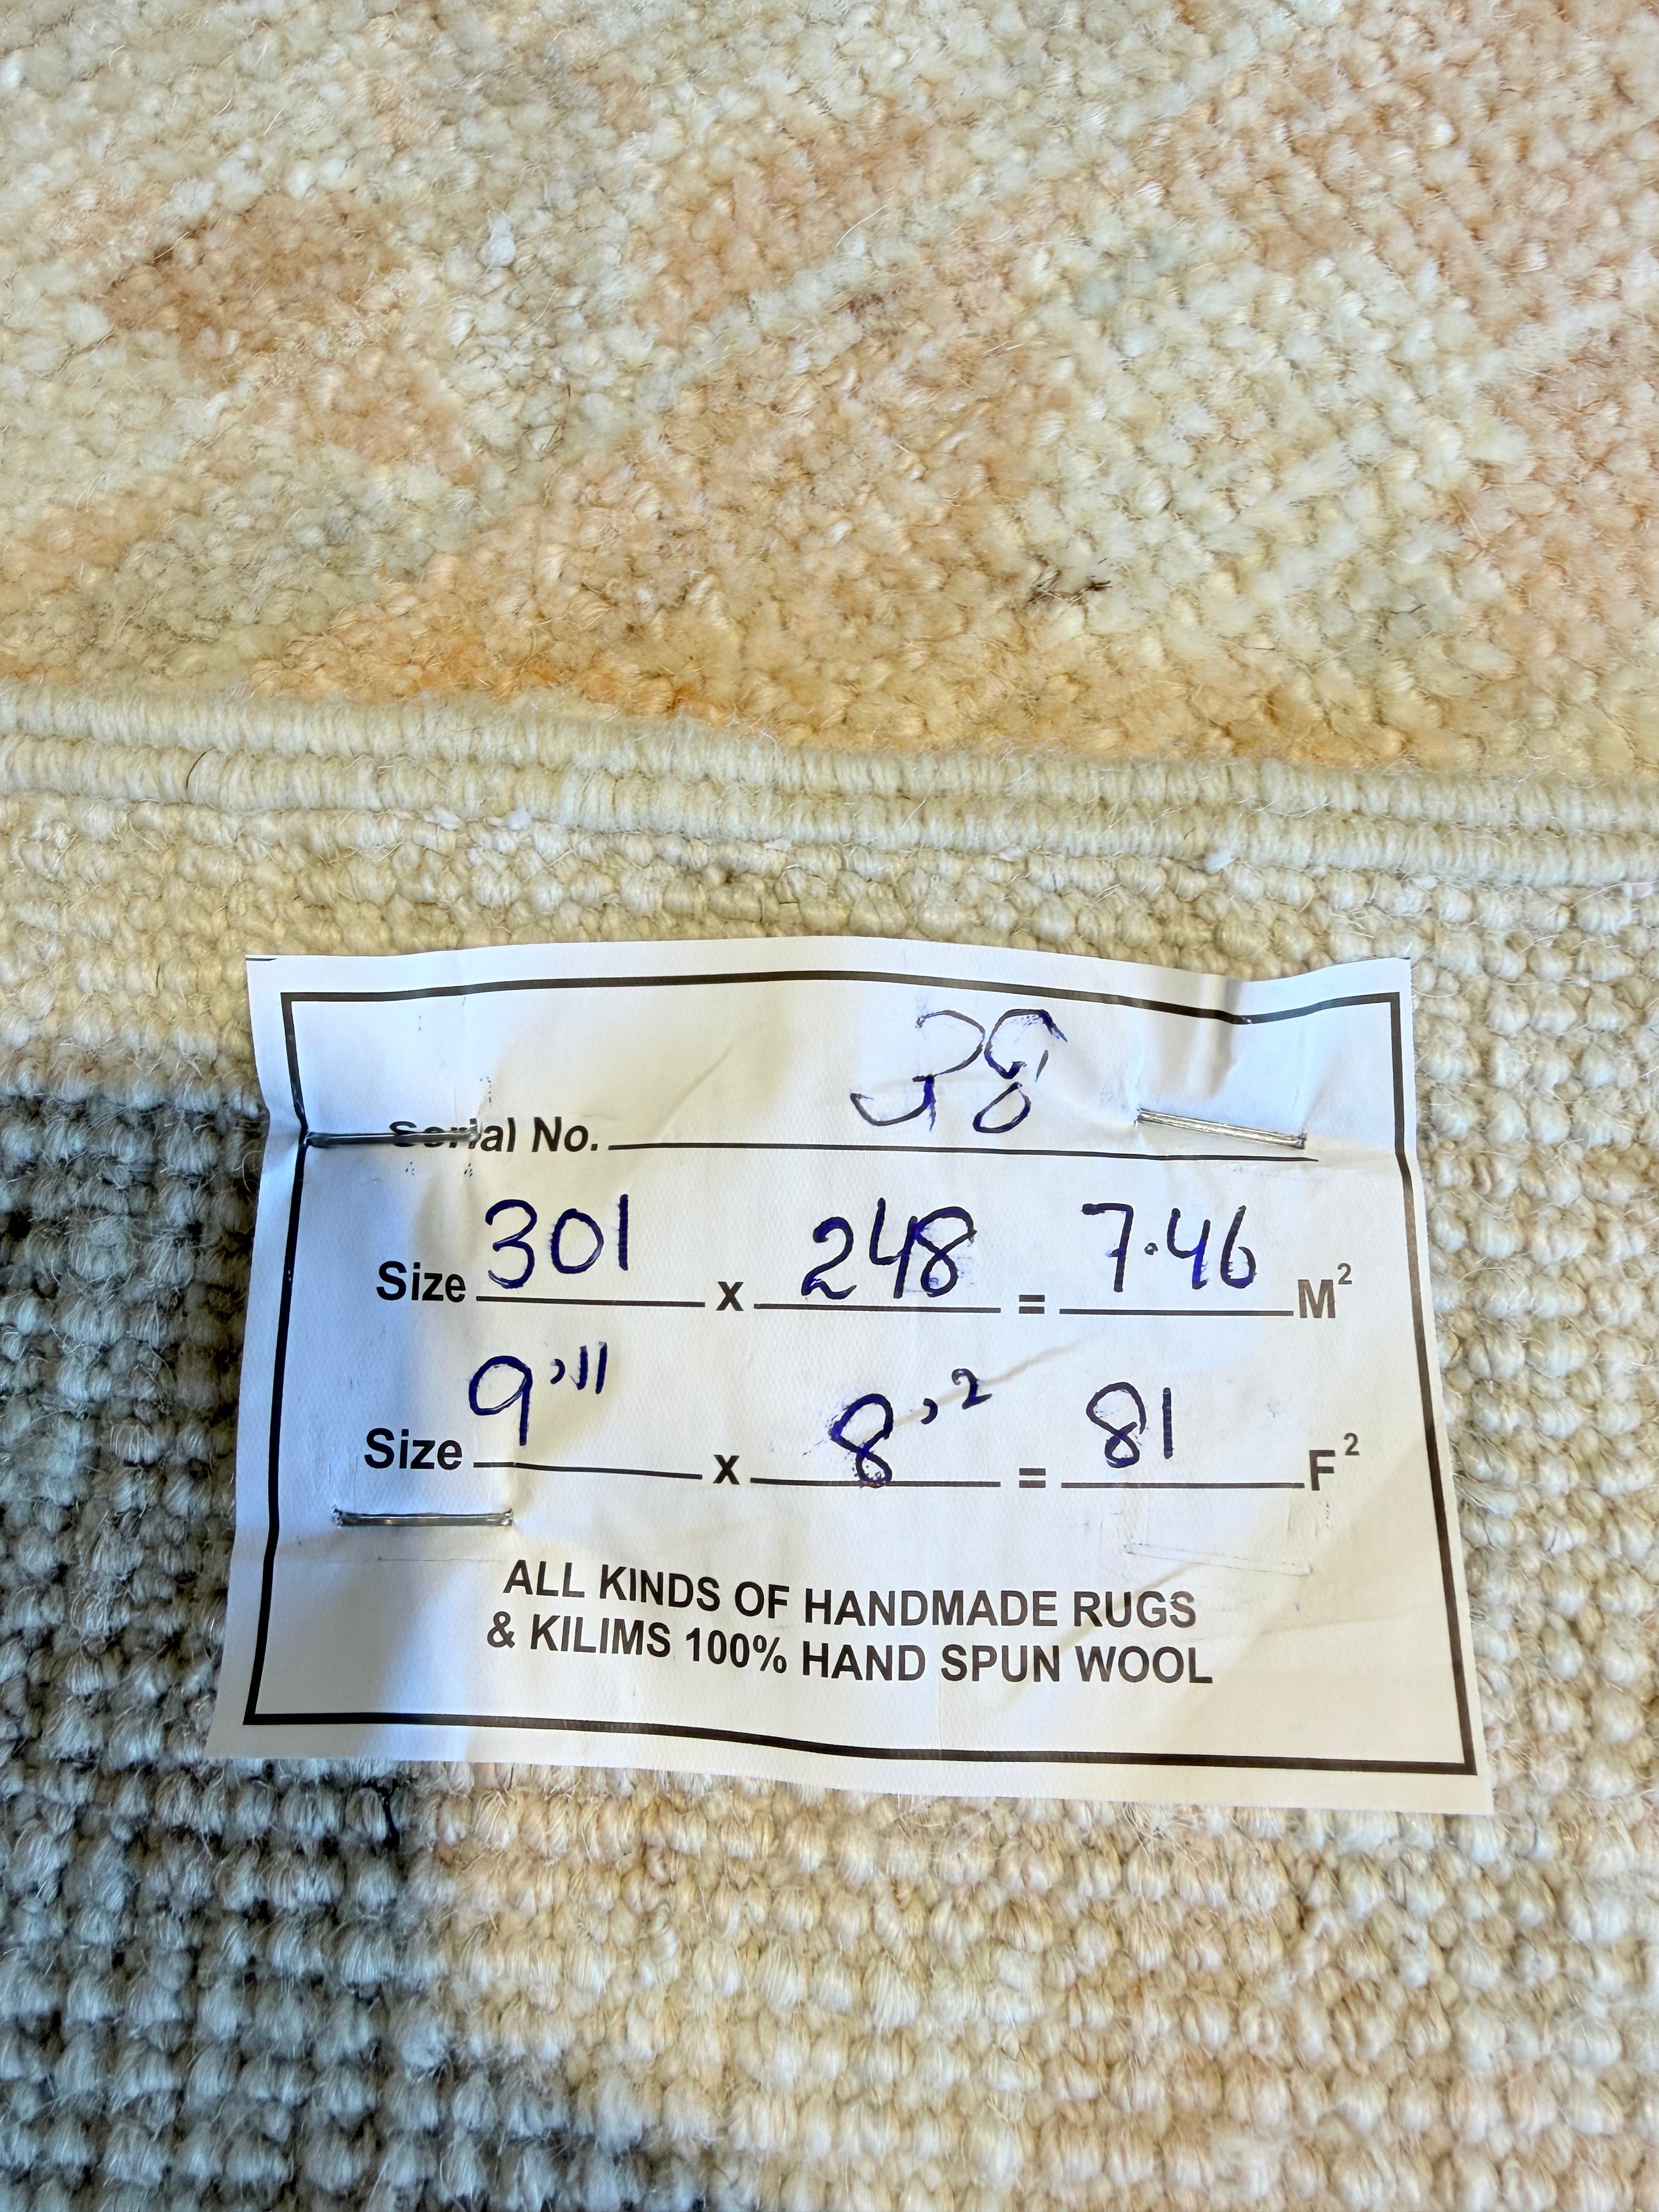 Serial No. 38
Size 301 x 248 = 7.46 M²
Size 9'11 x 8'2 = 81 F²
ALL KINDS OF HANDMADE RUGS
& KILIMS 100% HAND SPUN WOOL